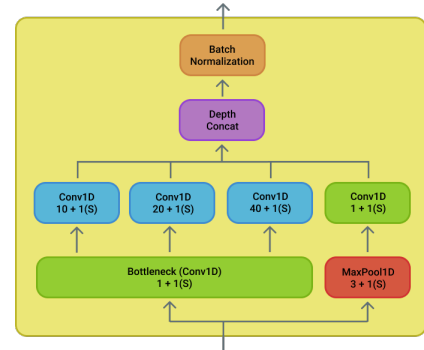 Batch
Normalization
Depth
Concat
Conv1D
10 + 1(S)
Conv1D
20 + 1(S)
Conv1D
40 + 1(S)
Conv1D
1 + 1(S)
Bottleneck (Conv1D)
1 + 1(S)
MaxPool1D
3 + 1(S)